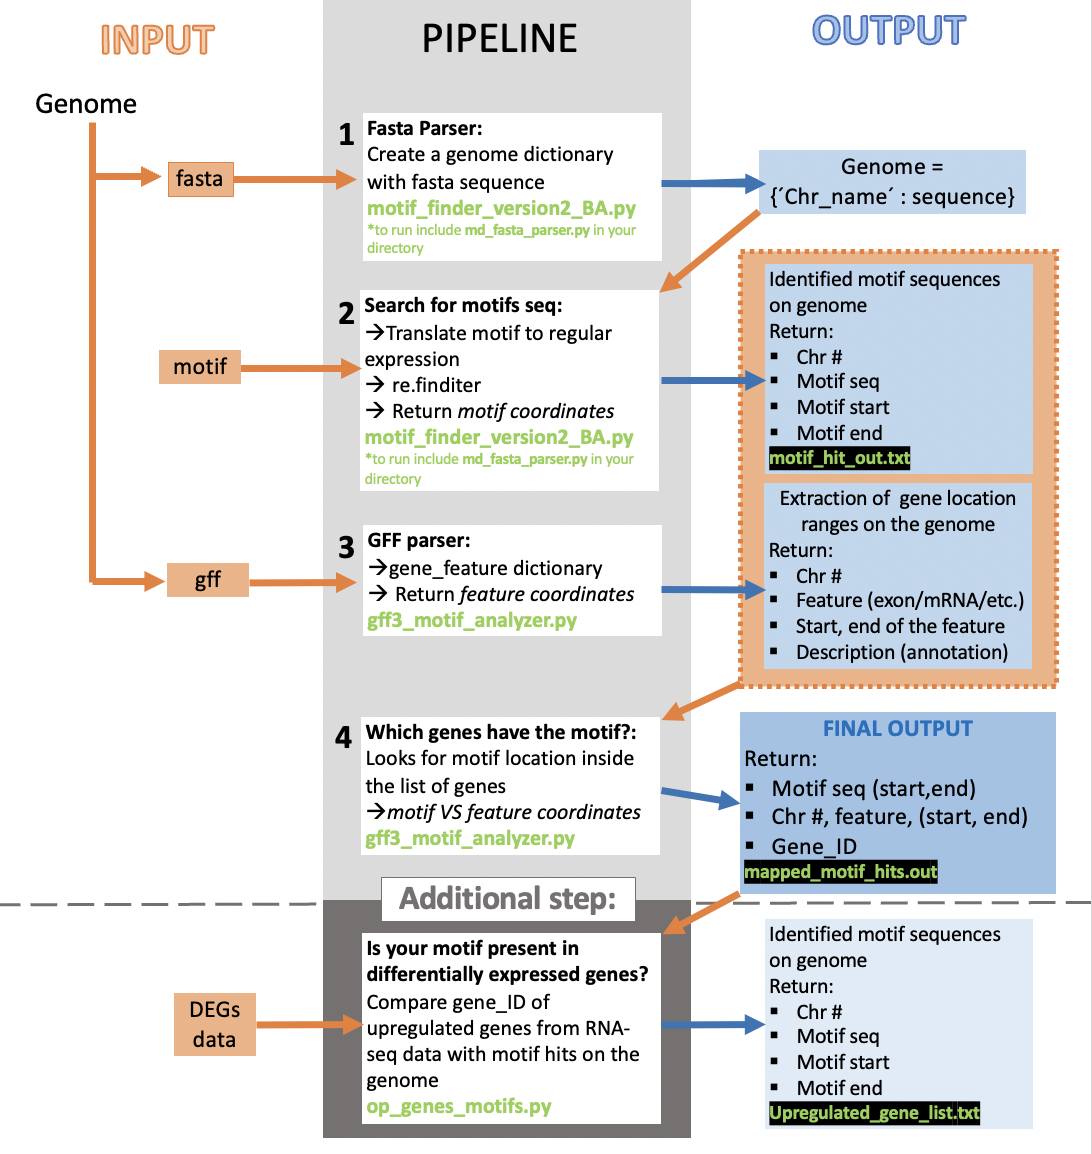 INPUT
PIPELINE
OUTPUT
Genome
fasta
1
Fasta Parser:
Create a genome dictionary
with fasta sequence
motif_finder_version2_BA.py
*to run include md_fasta_parser.py in your
directory
Genome =
{´Chr_name´ : sequence}
motif
2
Search for motifs seq:
→Translate motif to regular
expression
→ re.finditer
→ Return motif coordinates
motif_finder_version2_BA.py
*to run include md_fasta_parser.py in your
directory
Identified motif sequences
on genome
Return:
▪ Chr #
▪ Motif seq
▪ Motif start
▪ Motif end
motif_hit_out.txt
gff
3
GFF parser:
→gene_feature dictionary
→ Return feature coordinates
gff3_motif_analyzer.py
Extraction of gene location
ranges on the genome
Return:
▪ Chr #
▪ Feature (exon/mRNA/etc.)
▪ Start, end of the feature
▪ Description (annotation)
4
Which genes have the motif?:
Looks for motif location inside
the list of genes
→motif VS feature coordinates
gff3_motif_analyzer.py
FINAL OUTPUT
Return:
▪ Motif seq (start,end)
▪ Chr #, feature, (start, end)
▪ Gene_ID
mapped_motif_hits.out
Additional step:
DEGs
data
Is your motif present in
differentially expressed genes?
Compare gene_ID of
upregulated genes from RNA-
seq data with motif hits on the
genome
op_genes_motifs.py
Identified motif sequences
on genome
Return:
▪ Chr #
▪ Motif seq
▪ Motif start
▪ Motif end
Upregulated_gene_list.txt